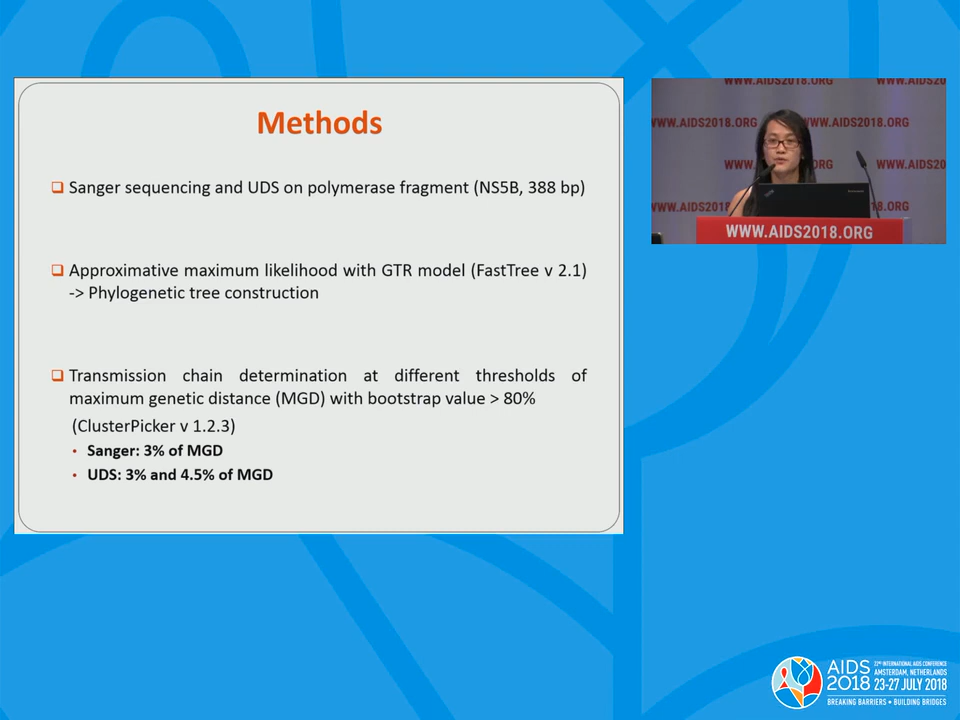 Methods
Sanger sequencing and UDS on polymerase fragment (NS5B, 388 bp)
Approximative maximum likelihood with GTR model (FastTree v 2.1)
-> Phylogenetic tree construction
Transmission chain determination at different thresholds of
maximum genetic distance (MGD) with bootstrap value > 80%
(ClusterPicker v 1.2.3)
• Sanger: 3% of MGD
• UDS: 3% and 4.5% of MGD
WWW.AIDS2018.ORG
WWW.AIDS20
WWW.AIDS2018.ORG
WWW.AIDS2018.ORG
WWW.AIDS20
WWW.AIDS2018
.ORG
WWW.AIDS2018.ORG
AIDS
2018
22ND INTERNATIONAL AIDS CONFERENCE
AMSTERDAM, NETHERLANDS
23-27 JULY 2018
BREAKING BARRIERS • BUILDING BRIDGES